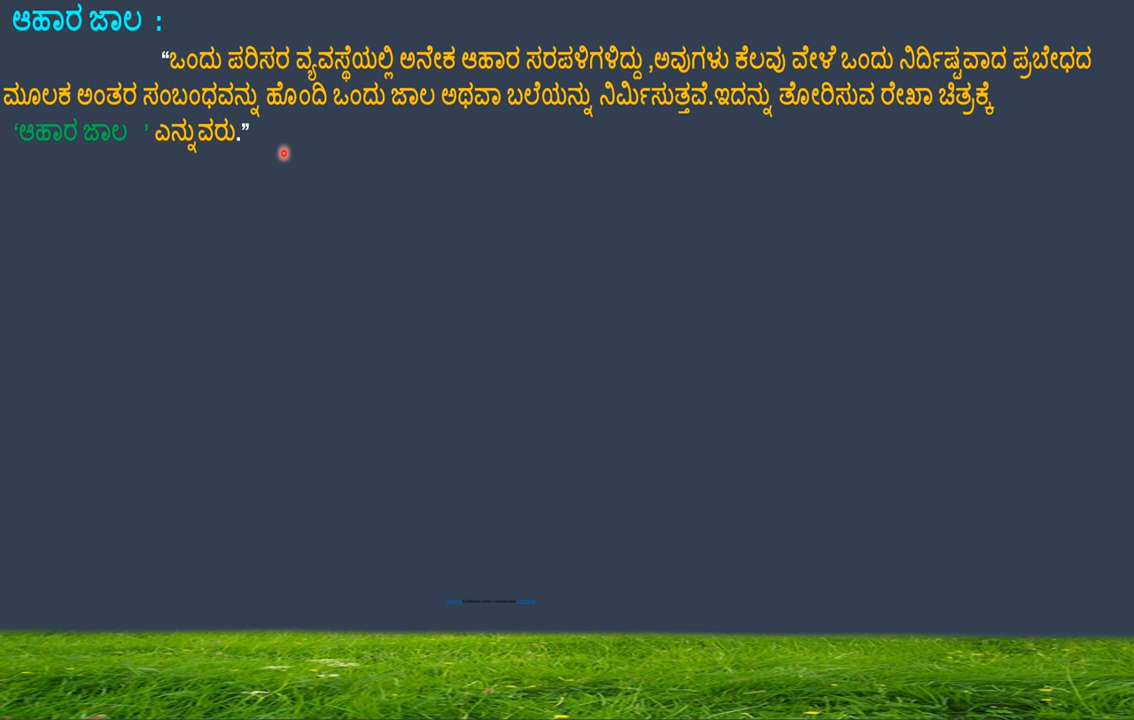 ಆಹಾರ ಜಾಲ :
“ಒಂದು ಪರಿಸರ ವ್ಯವಸ್ಥೆಯಲ್ಲಿ ಅನೇಕ ಆಹಾರ ಸರಪಳಿಗಳಿದ್ದು ,ಅವುಗಳು ಕೆಲವು ವೇಳೆ ಒಂದು ನಿರ್ದಿಷ್ಟವಾದ ಪ್ರಬೇಧದ
ಮೂಲಕ ಅಂತರ ಸಂಬಂಧವನ್ನು ಹೊಂದಿ ಒಂದು ಜಾಲ ಅಥವಾ ಬಲೆಯನ್ನು ನಿರ್ಮಿಸುತ್ತವೆ.ಇದನ್ನು ತೋರಿಸುವ ರೇಖಾ ಚಿತ್ರಕ್ಕೆ
‘ಆಹಾರ ಜಾಲ ’ ಎನ್ನುವರು.”